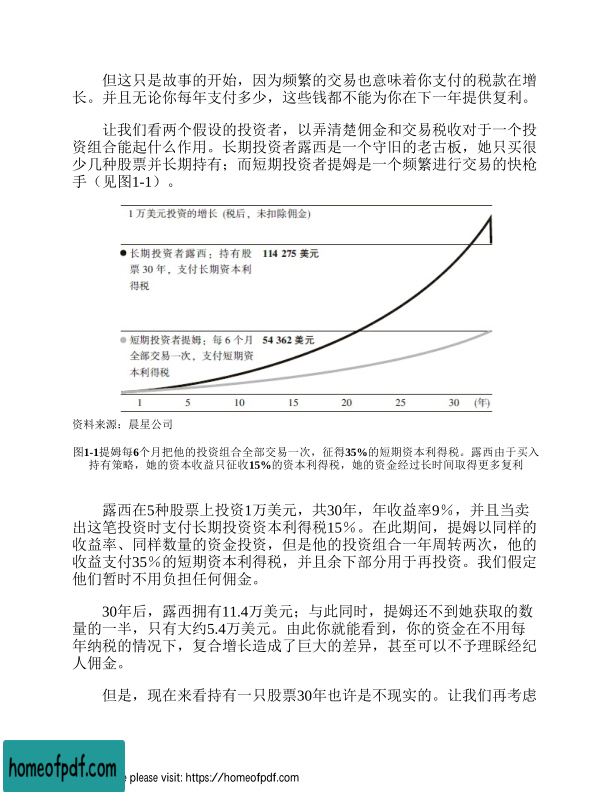 但这只是故事的开始，因为频繁的交易也意味着你支付的税款在增
长。并且无论你每年支付多少，这些钱都不能为你在下一年提供复利。
让我们看两个假设的投资者，以弄清楚佣金和交易税收对于一个投
资组合能起什么作用。长期投资者露西是一个守旧的老古板，她只买很
少几种股票并长期持有；而短期投资者提姆是一个频繁进行交易的快枪
手（见图1-1）。
1 万美元投资的增长 (税后，未扣除佣金)
长期投资者露西：持有股 114 275 美元
票 30 年，支付长期资本利
得税
短期投资者提姆：每 6 个月 54 362 美元
全部交易一次，支付短期资
本利得税
1 5 10 15 20 25 30 (年)
资料来源：晨星公司
图1-1提姆每6个月把他的投资组合全部交易一次，征得35%的短期资本利得税。露西由于买入
持有策略，她的资本收益只征收15%的资本利得税，她的资金经过长时间取得更多复利
露西在5种股票上投资1万美元，共30年，年收益率9％，并且当卖
出这笔投资时支付长期投资资本利得税15％。在此期间，提姆以同样的
收益率、同样数量的资金投资，但是他的投资组合一年周转两次，他的
收益支付35％的短期资本利得税，并且余下部分用于再投资。我们假定
他们暂时不用负担任何佣金。
30年后，露西拥有11.4万美元；与此同时，提姆还不到她获取的数
量的一半，只有大约5.4万美元。由此你就能看到，你的资金在不用每
年纳税的情况下，复合增长造成了巨大的差异，甚至可以不予理睬经纪
人佣金。
但是，现在来看持有一只股票30年也许是不现实的。让我们再考虑
homeofpdf.com
e please visit: https://homeofpdf.com